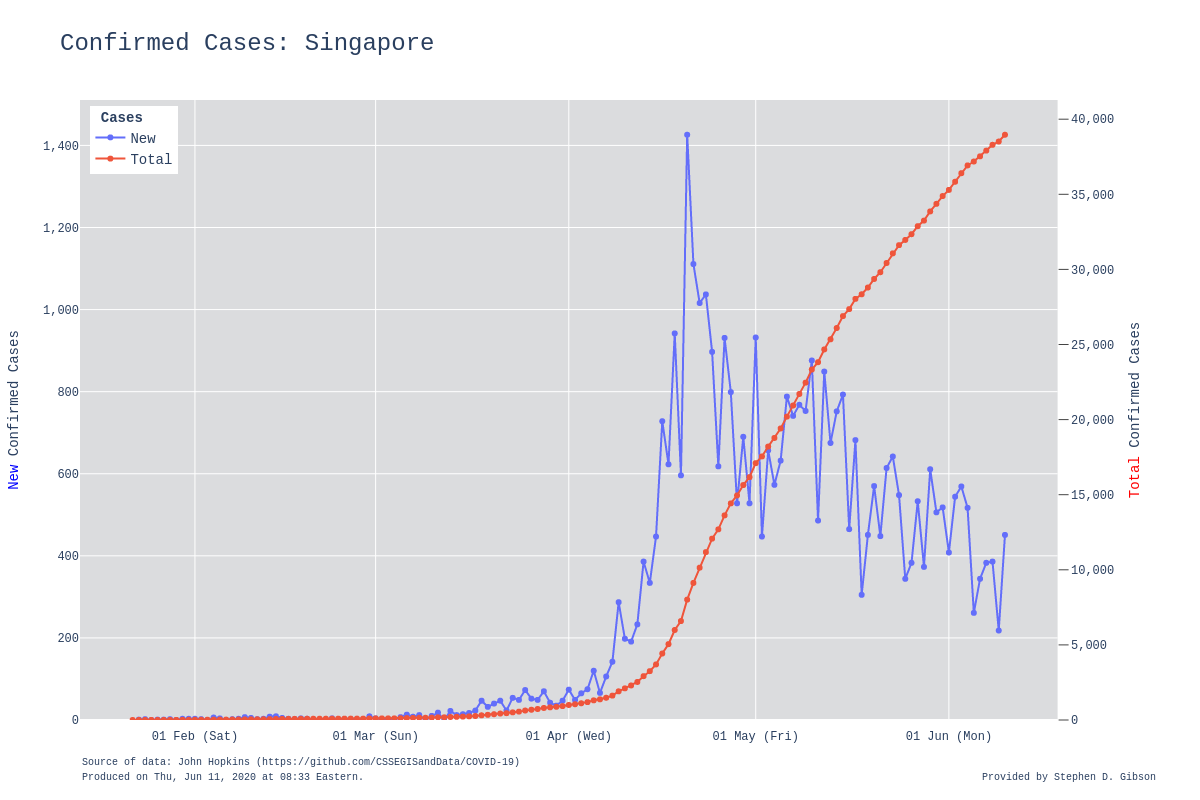 Confirmed Cases: Singapore
Cases
New
Total
1,400
1,200
1,000
800
600
400
200
0
New Confirmed Cases
40,000
35,000
30,000
25,000
20,000
15,000
10,000
5,000
0
Total Confirmed Cases
01 Feb (Sat)
01 Mar (Sun)
01 Apr (Wed)
01 May (Fri)
01 Jun (Mon)
Source of data: John Hopkins (https://github.com/CSSEGISandData/COVID-19)
Produced on Thu, Jun 11, 2020 at 08:33 Eastern.
Provided by Stephen D. Gibson